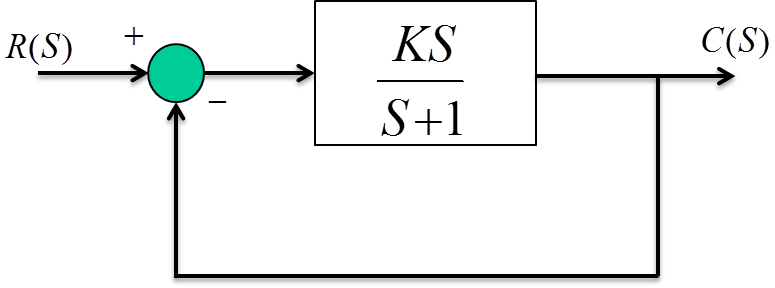 R(S)
+
−
KS
S+1
C(S)